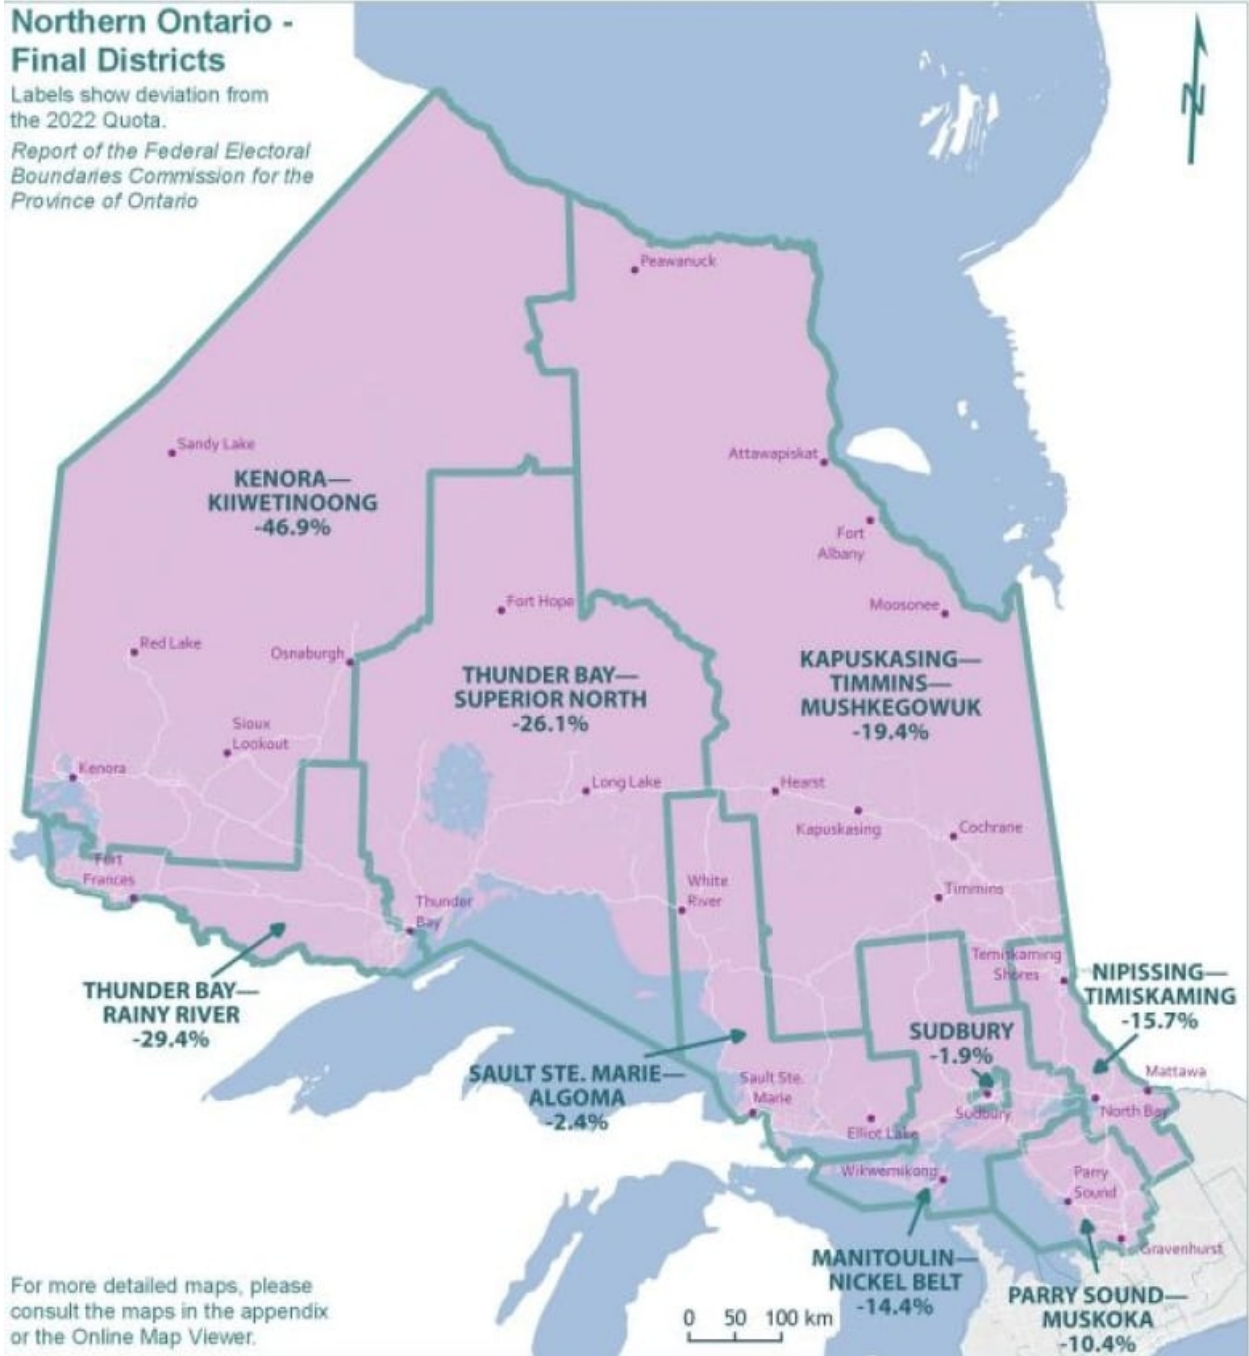 Northern Ontario -
Final Districts
Labels show deviation from
the 2022 Quota.
Report of the Federal Electoral
Boundaries Commission for the
Province of Ontario
N
Peawanuck
Sandy Lake
KENORA—
KIIWETINOONG
-46.9%
Attawapiskat
Fort
Albany
Moosonee
Fort Hope
Red Lake
Osnaburgh
THUNDER BAY—
SUPERIOR NORTH
-26.1%
KAPUSKASING—
TIMMINS—
MUSHKEGOWUK
-19.4%
Sioux
Lookout
Kenora
Long Lake
Hearst
Kapuskasing
Cochrane
Fort
Frances
White
River
Timmins
Thunder
Bay
Temiskaming
Shores
THUNDER BAY—
RAINY RIVER
-29.4%
NIPISSING—
TIMISKAMING
-15.7%
SUDBURY
-1.9%
SAULT STE. MARIE—
ALGOMA
-2.4%
Sault Ste.
Marie
Mattawa
Sudbury
North Bay
Elliot Lake
Wikwemikong
Parry
Sound
Gravenhurst
MANITOULIN—
NICKEL BELT
-14.4%
PARRY SOUND—
MUSKOKA
-10.4%
For more detailed maps, please
consult the maps in the appendix
or the Online Map Viewer.
0 50 100 km